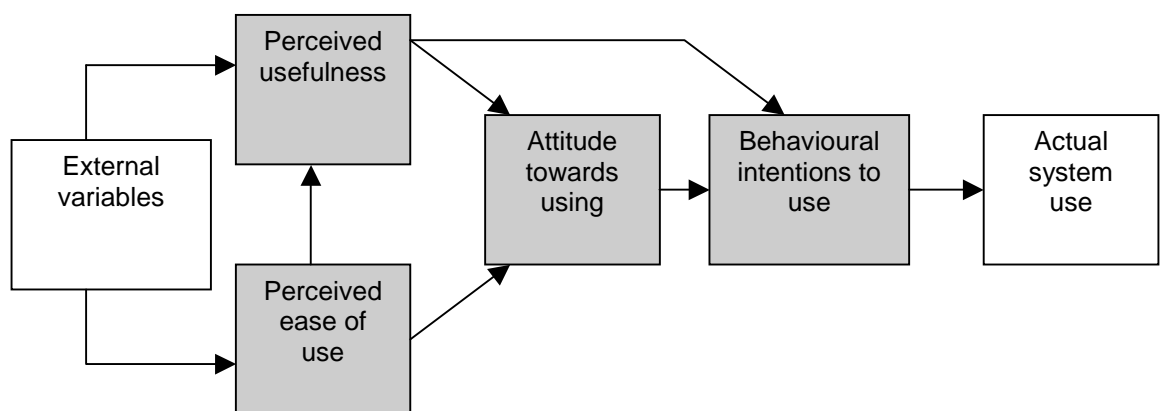 Perceived
usefulness
External
variables
Perceived
ease of
use
Attitude
towards
using
Behavioural
intentions to
use
Actual
system
use